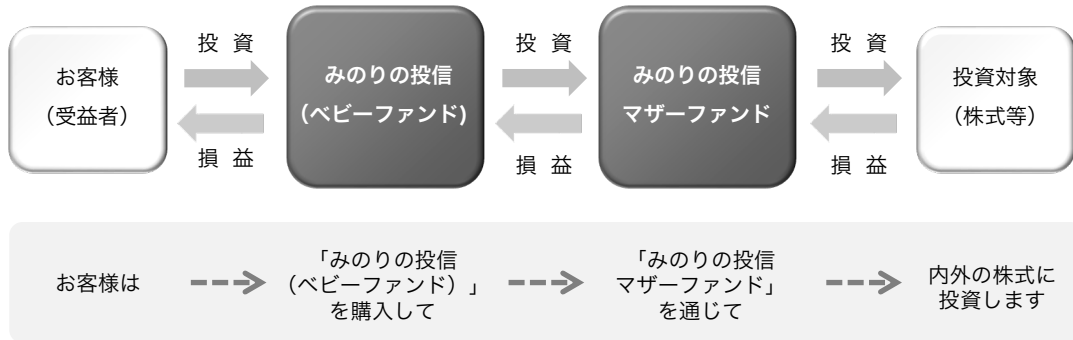 投 資
投 資
投 資
お客様
（受益者）
みのりの投信
（ベビーファンド)
みのりの投信
マザーファンド
投資対象
（株式等）
損 益
損 益
損 益
お客様は
「みのりの投信
（ベビーファンド）」
を購入して
「みのりの投信
マザーファンド」
を通じて
内外の株式に
投資します